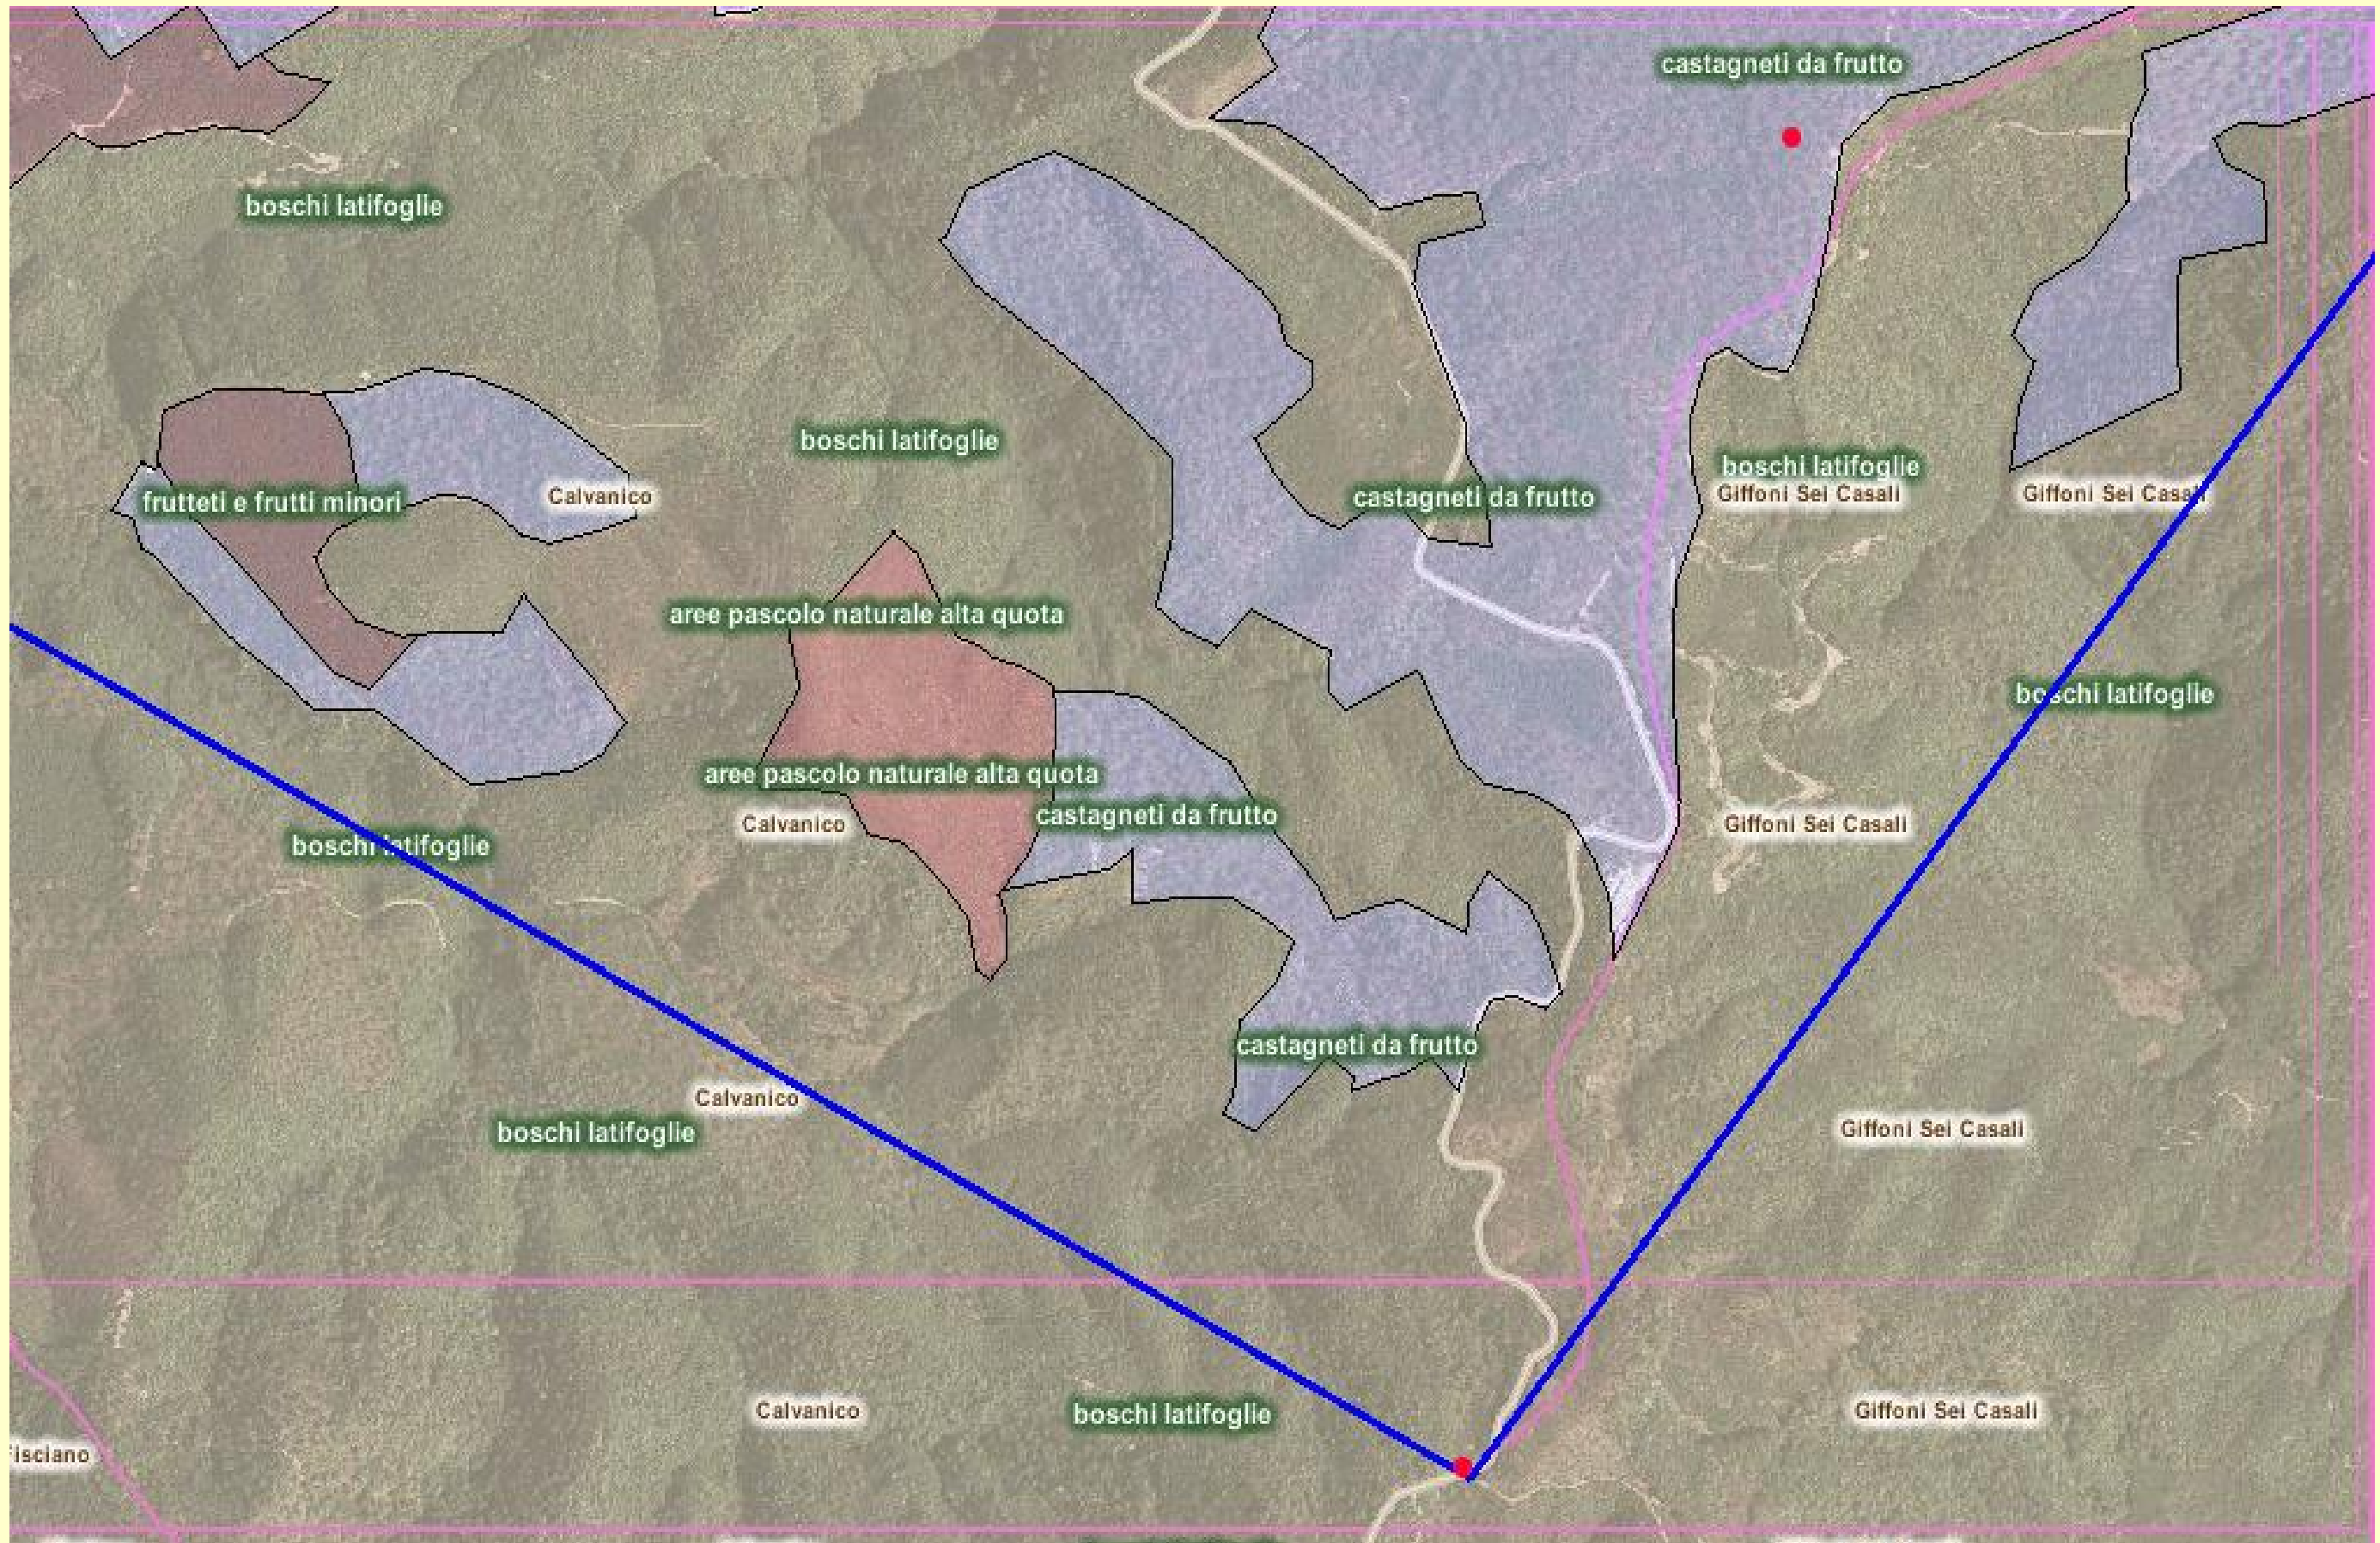 castagneti da frutto
boschi latifoglie
boschi latifoglie
boschi latifoglie
Giffoni Sei Casali
Giffoni Sei Casali
frutteti e frutti minori
Calvanico
castagneti da frutto
aree pascolo naturale alta quota
boschi latifoglie
aree pascolo naturale alta quota
castagneti da frutto
Calvanico
Giffoni Sei Casali
boschi latifoglie
castagneti da frutto
Calvanico
boschi latifoglie
Giffoni Sei Casali
Calvanico
boschi latifoglie
Giffoni Sei Casali
isciano